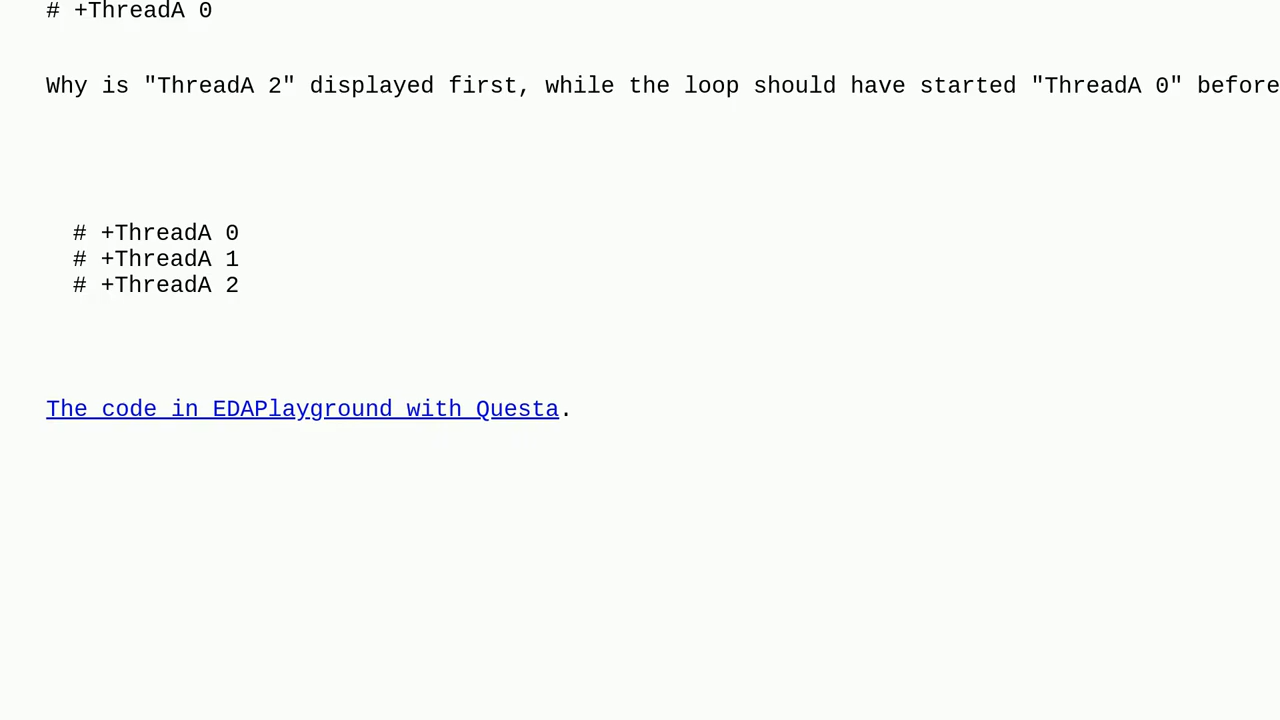 # +ThreadA 0
Why is "ThreadA 2" displayed first, while the loop should have started "ThreadA 0" before
# +ThreadA 0
# +ThreadA 1
# +ThreadA 2
The code in EDAPlayground with Questa.